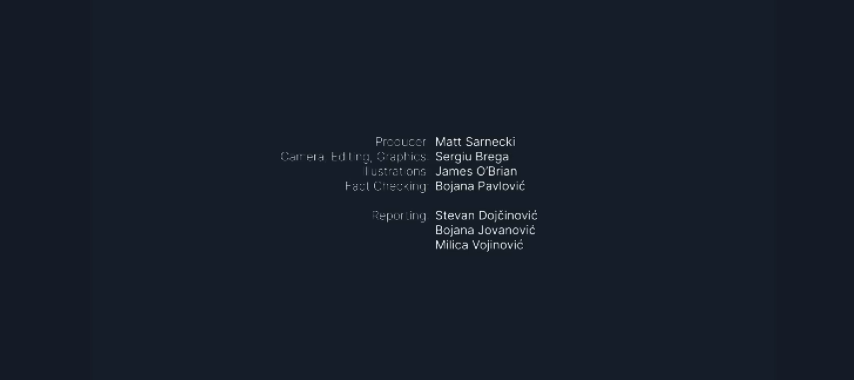 Producer Matt Sarnecki
Camera, Editing, Graphics Sergiu Brega
Illustrations James O'Brian
Fact Checking Bojana Pavlović
Reporting Stevan Dojčinović
Bojana Jovanović
Milica Vojinović